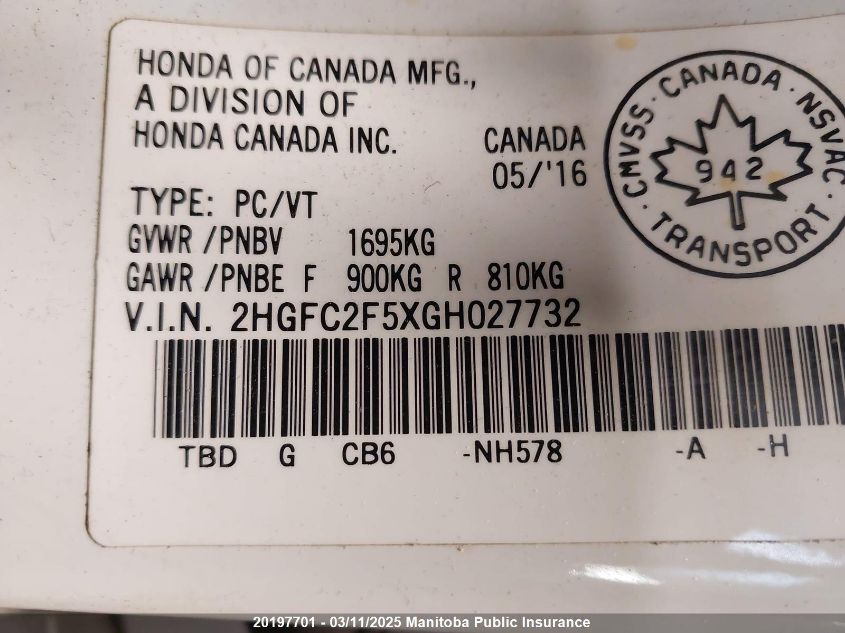 HONDA OF CANADA MFG.,
A DIVISION OF
HONDA CANADA INC. CANADA
05/'16
TYPE: PC/VT
GVWR /PNBV 1695KG
GAWR /PNBE F 900KG R 810KG
V.I.N. 2HGFC2F5XGH027732
TBD G CB6 -NH578 -A -H
CMVSS · CANADA · NSVAC
942
· TRANSPORT ·
20197701 - 03/11/2025 Manitoba Public Insurance